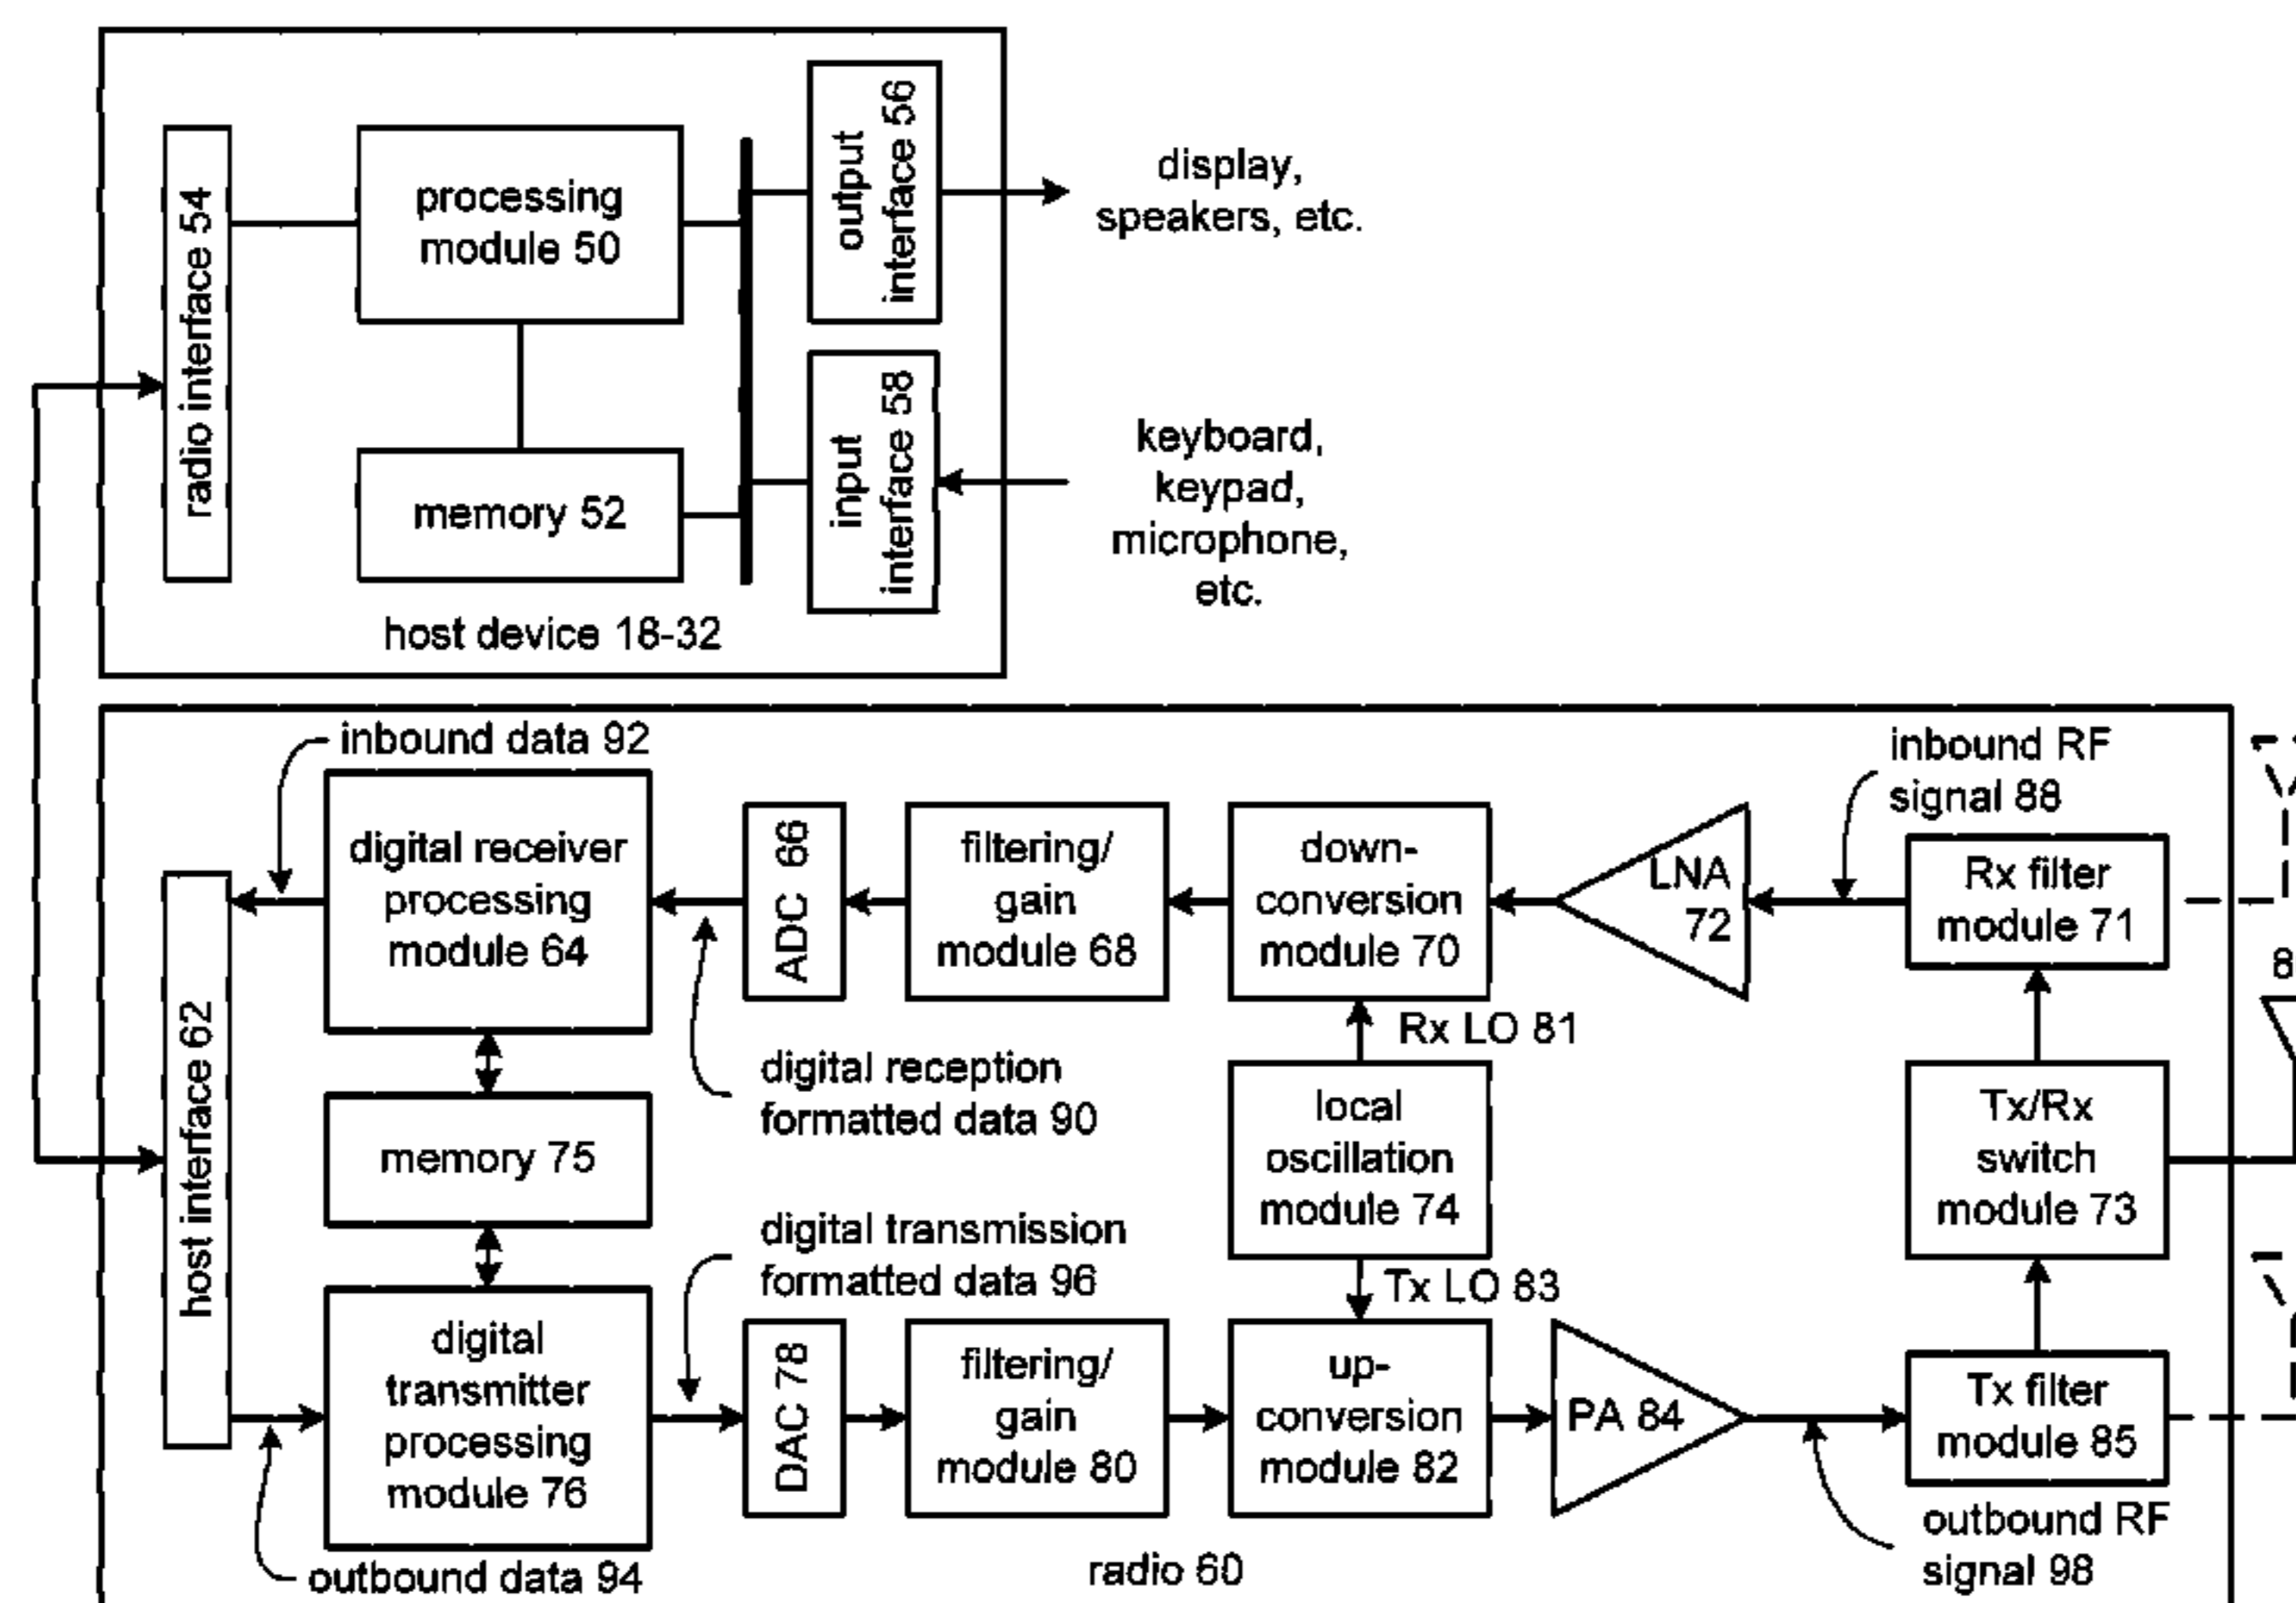 radio interface 54
processing
module 50
memory 52
output
interface 56
input
interface 58
display,
speakers, etc.
keyboard,
keypad,
microphone,
etc.
host device 18-32
inbound data 92
host interface 62
digital receiver
processing
module 64
ADC 66
filtering/
gain
module 68
down-
conversion
module 70
LNA
72
inbound RF
signal 88
Rx filter
module 71
8
Rx LO 81
digital reception
formatted data 90
memory 75
local
oscillation
module 74
Tx/Rx
switch
module 73
digital transmission
formatted data 96
Tx LO 83
digital
transmitter
processing
module 76
DAC 78
filtering/
gain
module 80
up-
conversion
module 82
PA 84
Tx filter
module 85
outbound RF
signal 98
outbound data 94
radio 60